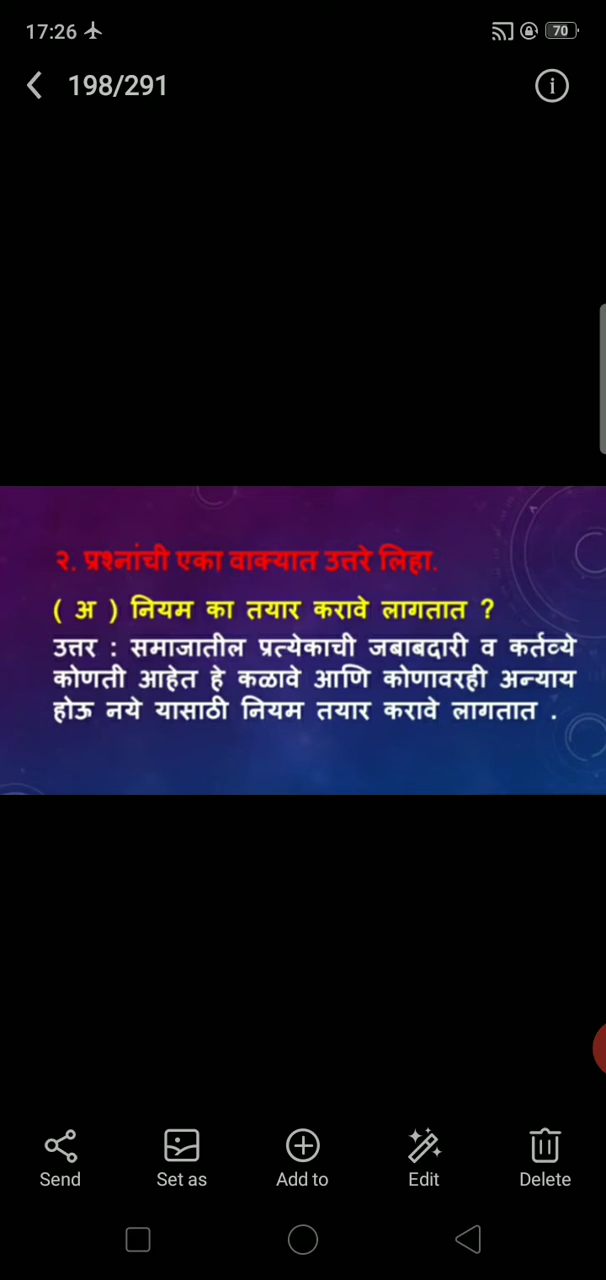 17:26
70
198/291
२. प्रश्नांची एका वाक्यात उत्तरे लिहा.
( अ ) नियम का तयार करावे लागतात ?
उत्तर : समाजातील प्रत्येकाची जबाबदारी व कर्तव्ये
कोणती आहेत हे कळावे आणि कोणावरही अन्याय
होऊ नये यासाठी नियम तयार करावे लागतात .
Send Set as Add to Edit Delete